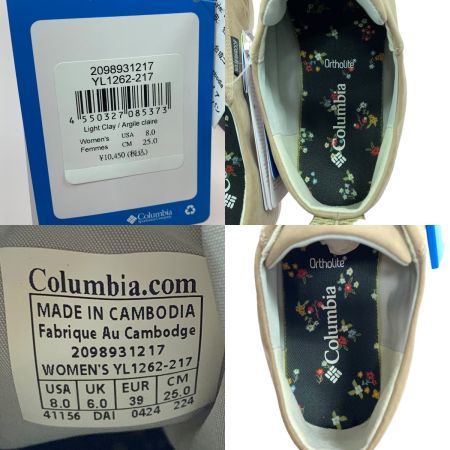 2098931217
YL1262-217
4 550327 085373
Light Clay / Argile claire
Women's USA 8.0
Femmes CM 25.0
¥10,450 (税込)
Columbia
Ortholite
Columbia
Columbia.com
MADE IN CAMBODIA
Fabrique Au Cambodge
2098931217
WOMEN'S YL1262-217
USA UK EUR CM
8.0 6.0 39 25.0
41156 DAI 0424 224
Ortholite
Columbia